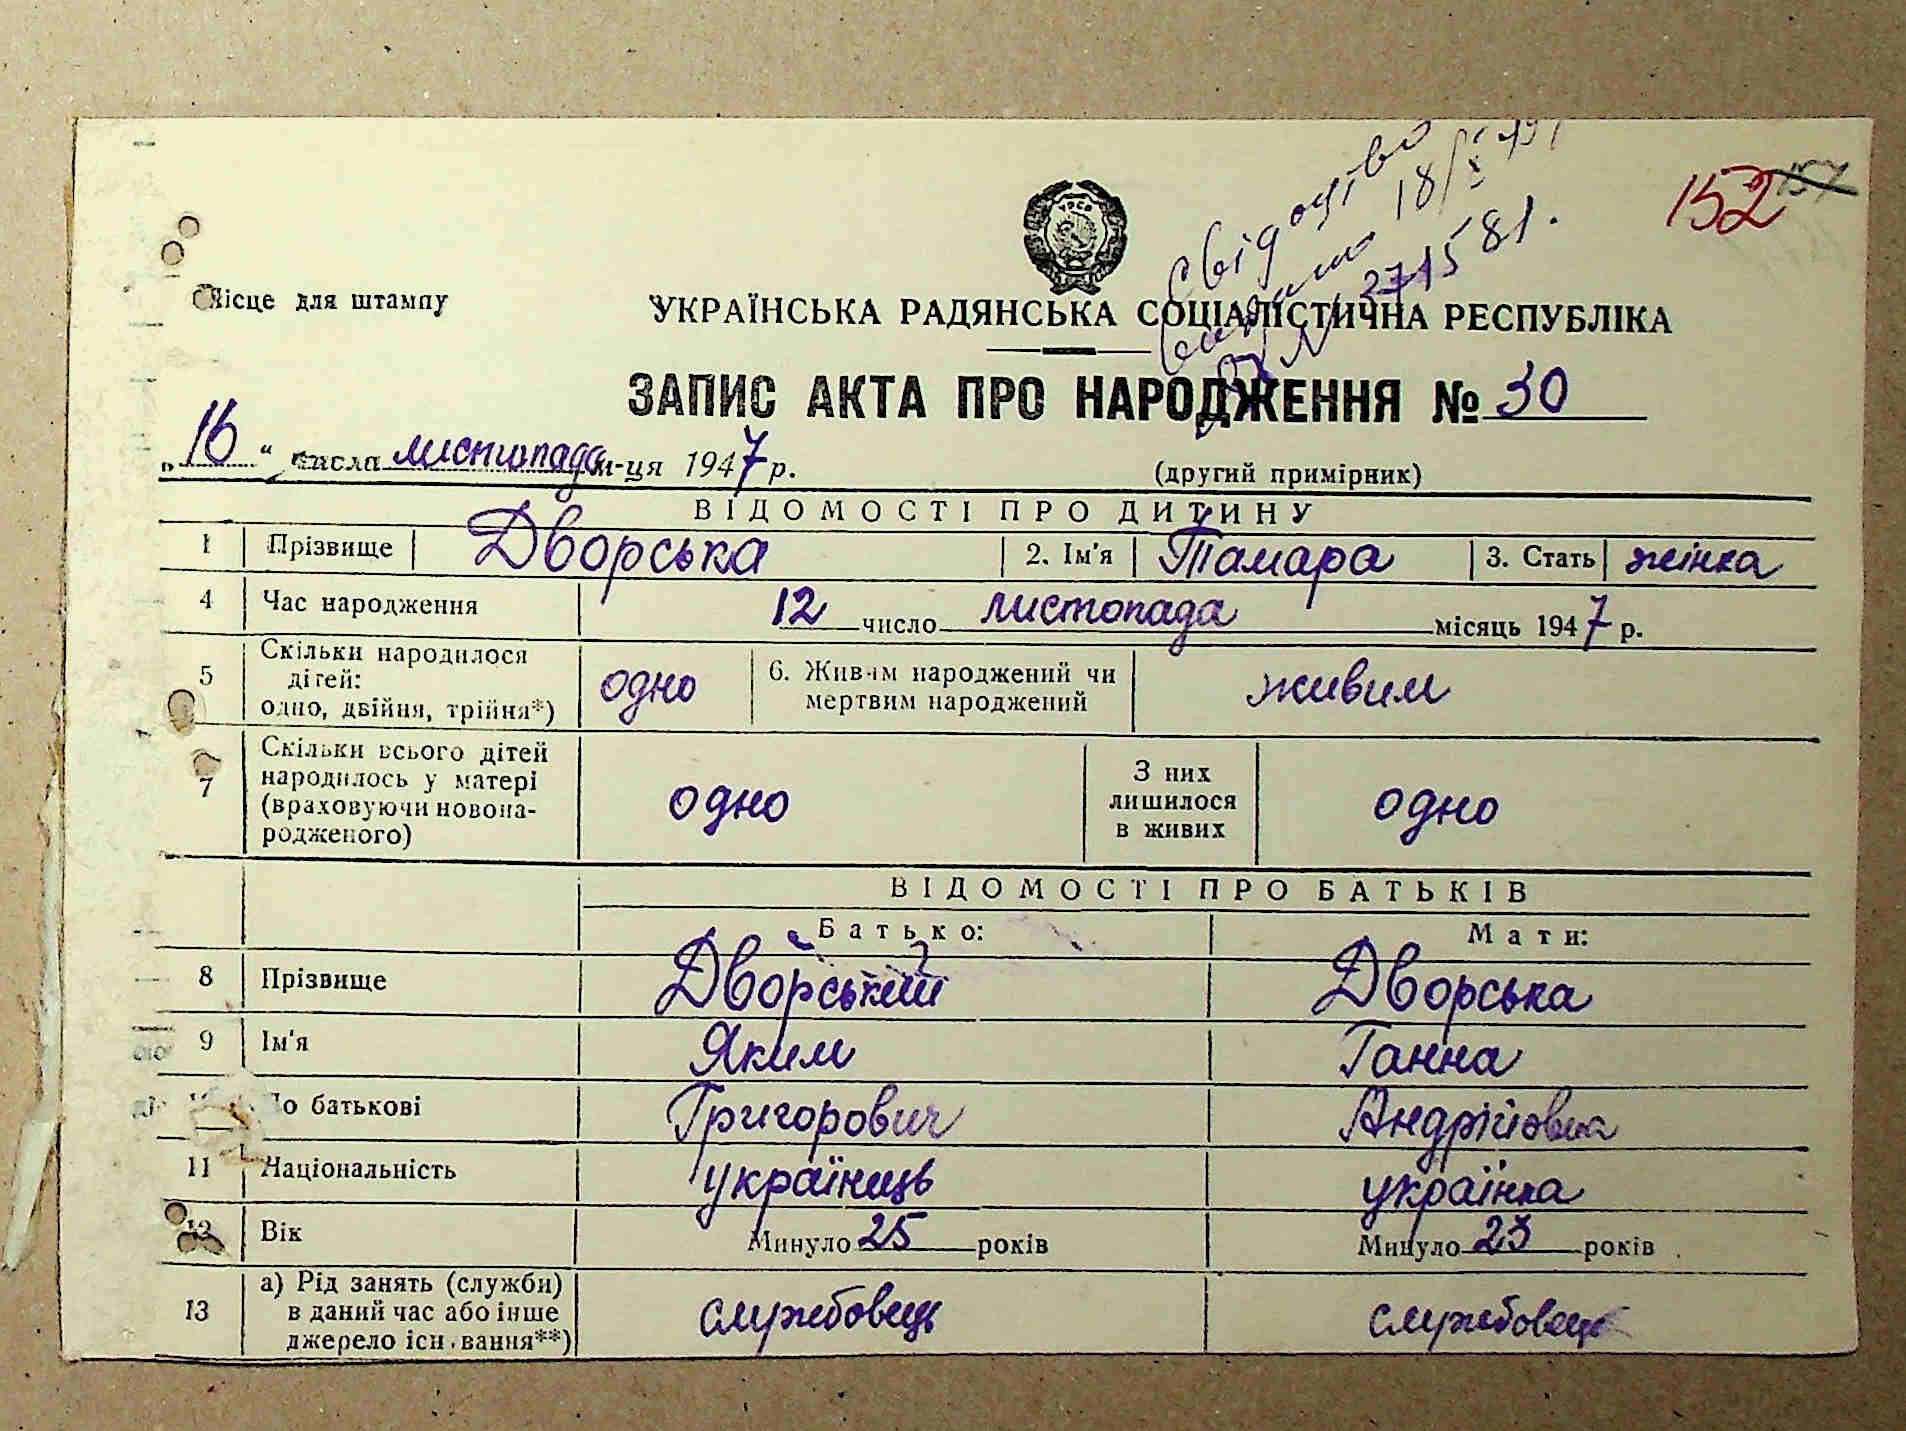 Свідоцтво
видано 18/X
№ 271581.
152
УРСР
Місце для штампу
УКРАЇНСЬКА РАДЯНСЬКА СОЦІАЛІСТИЧНА РЕСПУБЛІКА
ЗАПИС АКТА ПРО НАРОДЖЕННЯ № 30
„16“ числа листопада м-ця 1947 р.
(другий примірник)
ВІДОМОСТІ ПРО ДИТИНУ
1 Прізвище Дворська 2. Ім'я Тамара 3. Стать жінка
4 Час народження 12 число листопада місяць 1947 р.
5 Скільки народилося дітей: одно, двійня, трійня*) одно 6. Живим народжений чи мертвим народжений живим
7 Скільки всього дітей народилось у матері (враховуючи новонародженого) одно З них лишилося в живих одно
ВІДОМОСТІ ПРО БАТЬКІВ
Батько: Мати:
8 Прізвище Дворський Дворська
9 Ім'я Яким Ганна
По батькові Григорович Андріївна
11 Національність українець українка
12 Вік Минуло 25 років Минуло 23 років
13 а) Рід занять (служби) в даний час або інше джерело існування**) службовець службовець